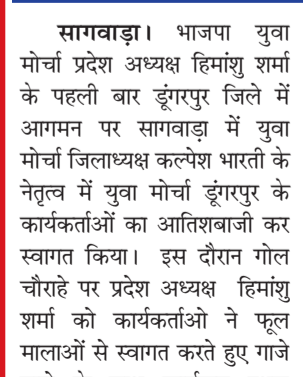 सागवाड़ा। भाजपा युवा
मोर्चा प्रदेश अध्यक्ष हिमांशु शर्मा
के पहली बार डूंगरपुर जिले में
आगमन पर सागवाड़ा में युवा
मोर्चा जिलाध्यक्ष कल्पेश भारती के
नेतृत्व में युवा मोर्चा डूंगरपुर के
कार्यकर्ताओं का आतिशबाजी कर
स्वागत किया। इस दौरान गोल
चौराहे पर प्रदेश अध्यक्ष हिमांशु
शर्मा को कार्यकर्ताओ ने फूल
मालाओं से स्वागत करते हुए गाजे